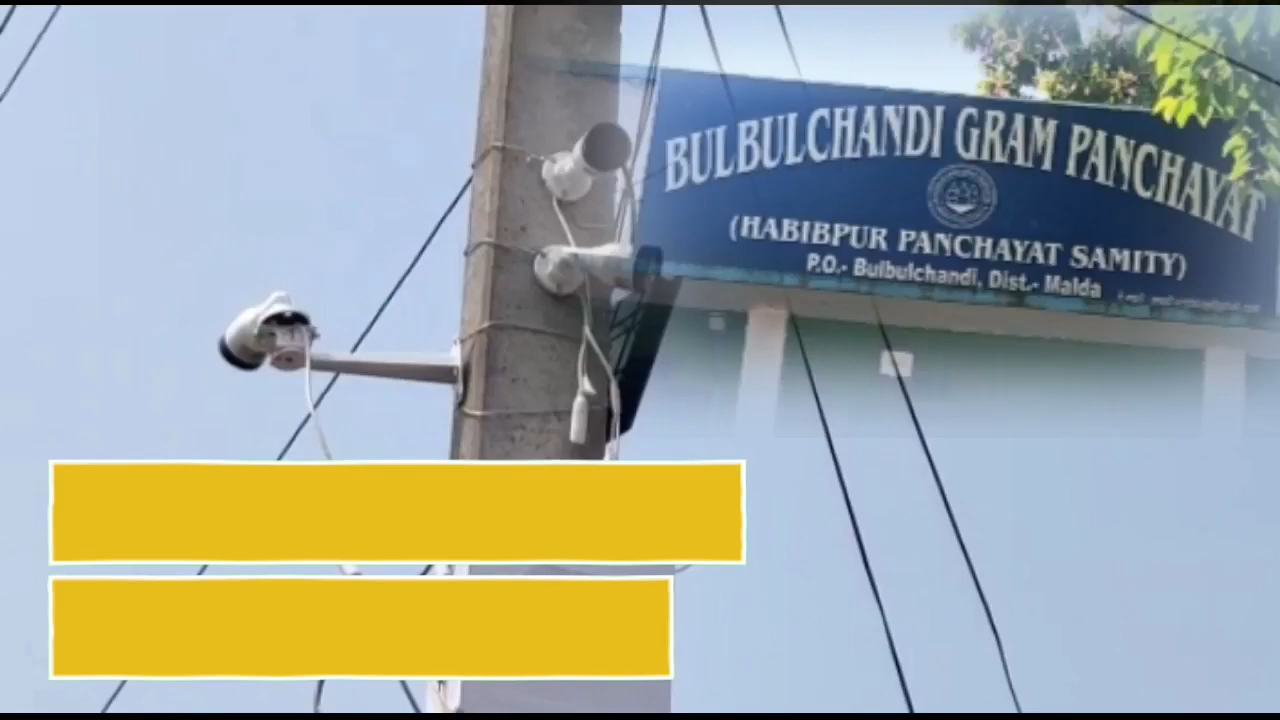 BULBULCHANDI GRAM PANCHAYAT
(HABIBPUR PANCHAYAT SAMITY)
P.O.- Bulbulchandi, Dist.- Malda